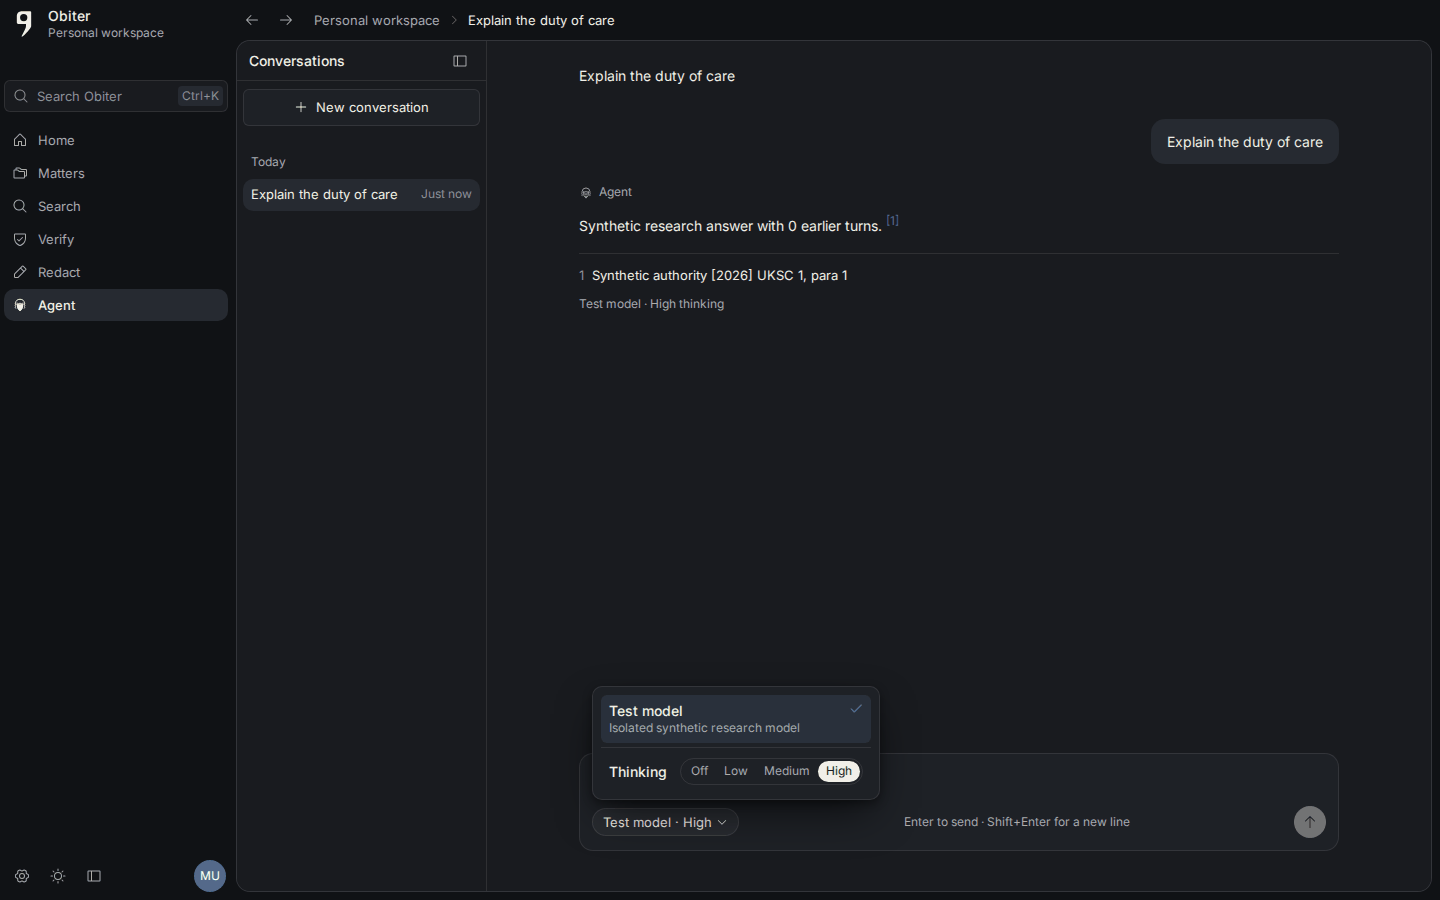 Obiter
Personal workspace
Personal workspace > Explain the duty of care
Search Obiter Ctrl+K
Home
Matters
Search
Verify
Redact
Agent
MU
Conversations
+ New conversation
Today
Explain the duty of care Just now
Explain the duty of care
Explain the duty of care
Agent
Synthetic research answer with 0 earlier turns. [1]
1 Synthetic authority [2026] UKSC 1, para 1
Test model · High thinking
Test model
Isolated synthetic research model
Thinking Off Low Medium High
Test model · High
Enter to send · Shift+Enter for a new line